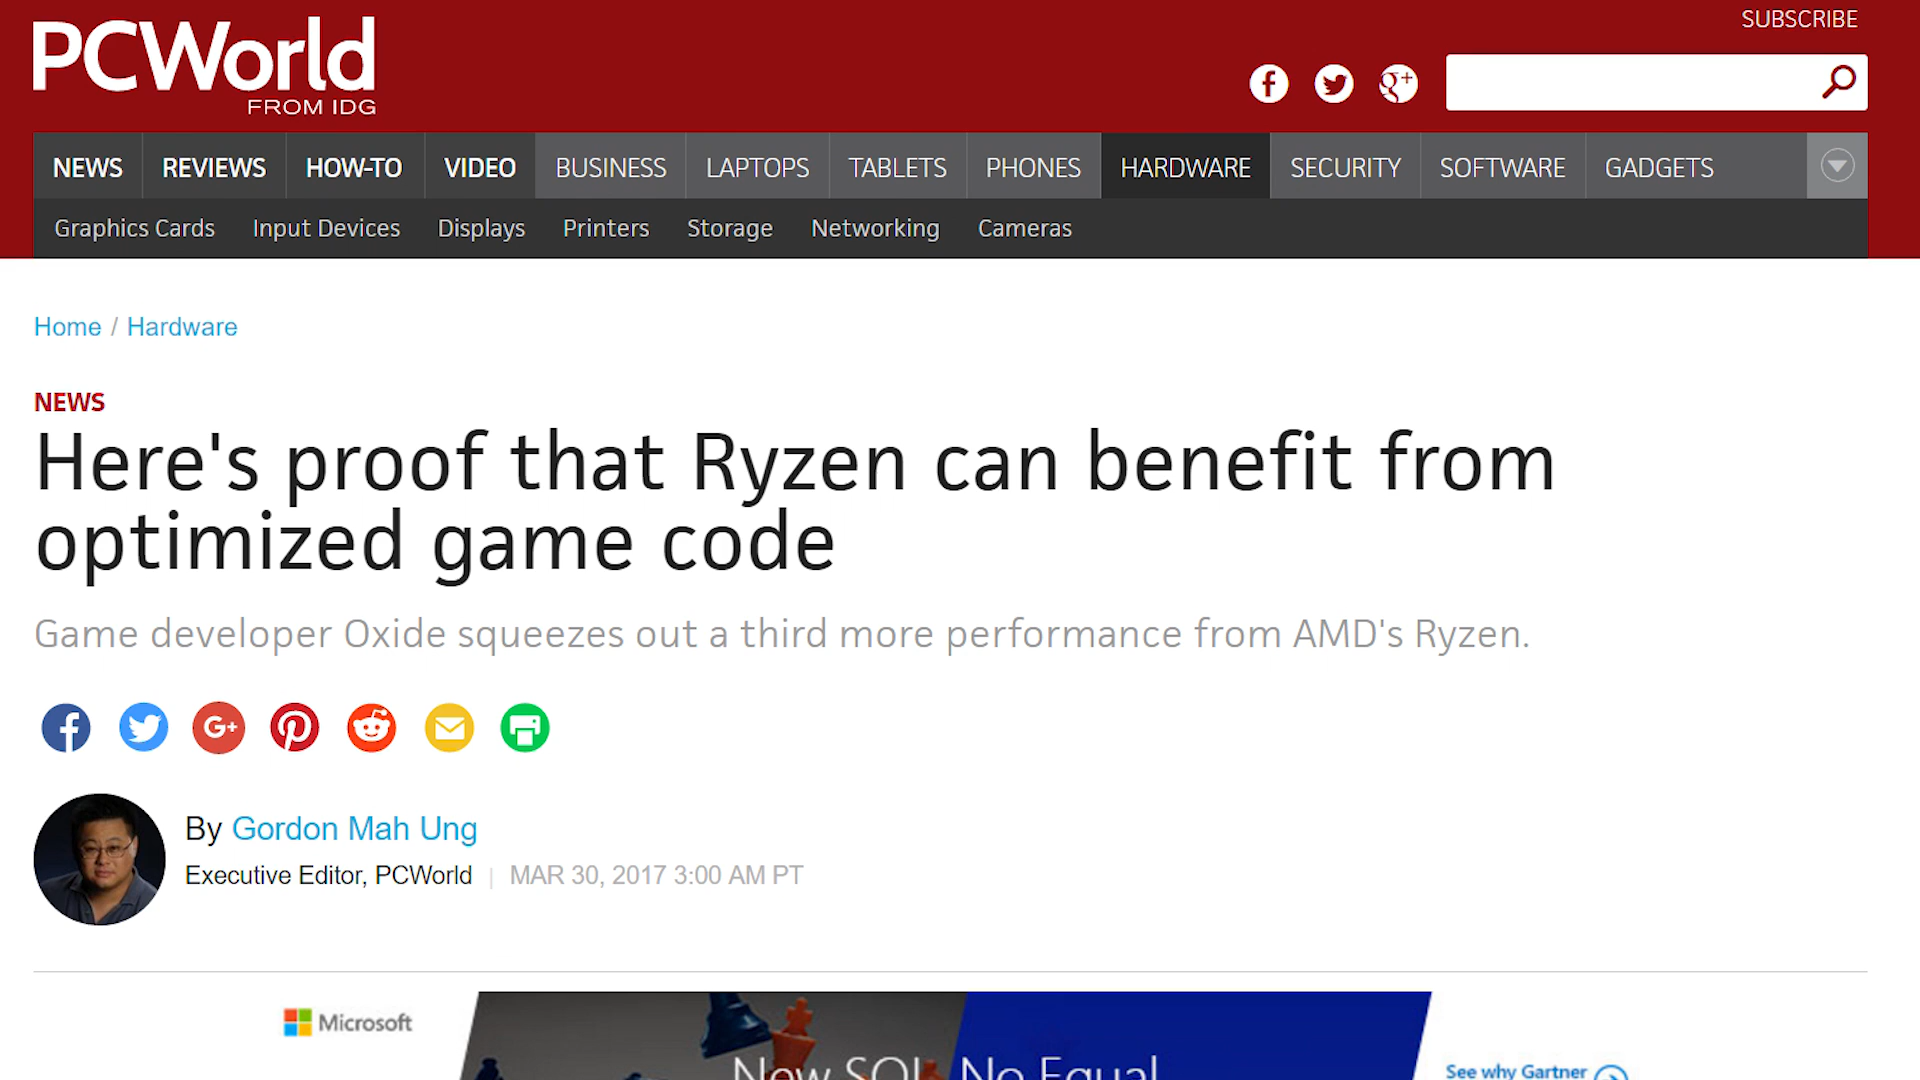 SUBSCRIBE
PCWorld
FROM IDG
NEWS REVIEWS HOW-TO VIDEO BUSINESS LAPTOPS TABLETS PHONES HARDWARE SECURITY SOFTWARE GADGETS
Graphics Cards Input Devices Displays Printers Storage Networking Cameras
Home / Hardware
NEWS
Here's proof that Ryzen can benefit from
optimized game code
Game developer Oxide squeezes out a third more performance from AMD's Ryzen.
By Gordon Mah Ung
Executive Editor, PCWorld | MAR 30, 2017 3:00 AM PT
Microsoft
New SQL. No Equal
See why Gartner